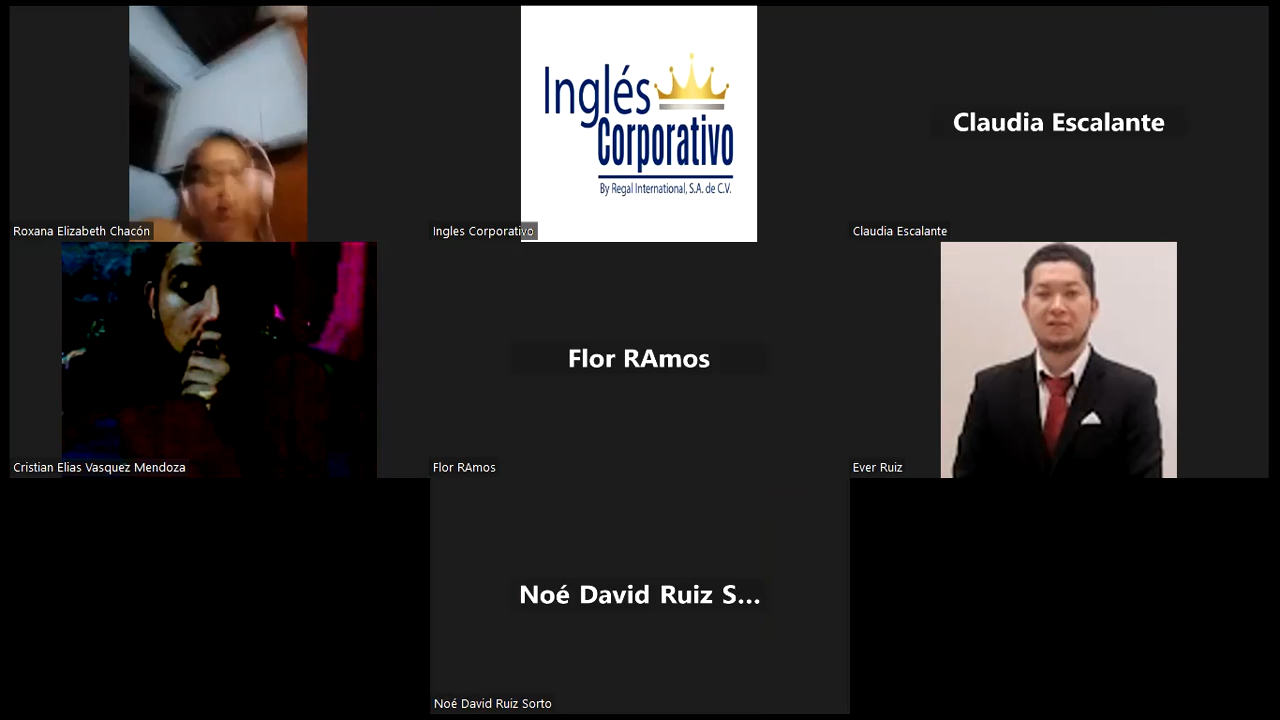 Inglés
Corporativo
By Regal International, S.A. de C.V.
Claudia Escalante
Roxana Elizabeth Chacón
Ingles Corporativo
Claudia Escalante
Flor RAmos
Cristian Elias Vasquez Mendoza
Flor RAmos
Ever Ruiz
Noé David Ruiz S...
Noé David Ruiz Sorto